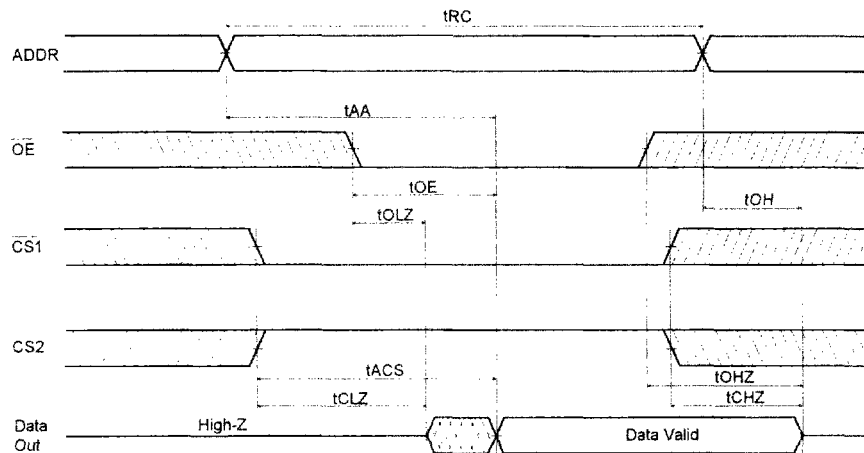 tRC
ADDR
tAA
OE
tOE
tOH
tOLZ
CS1
CS2
tACS
tOHZ
tCLZ
tCHZ
Data Out
High-Z
Data Valid